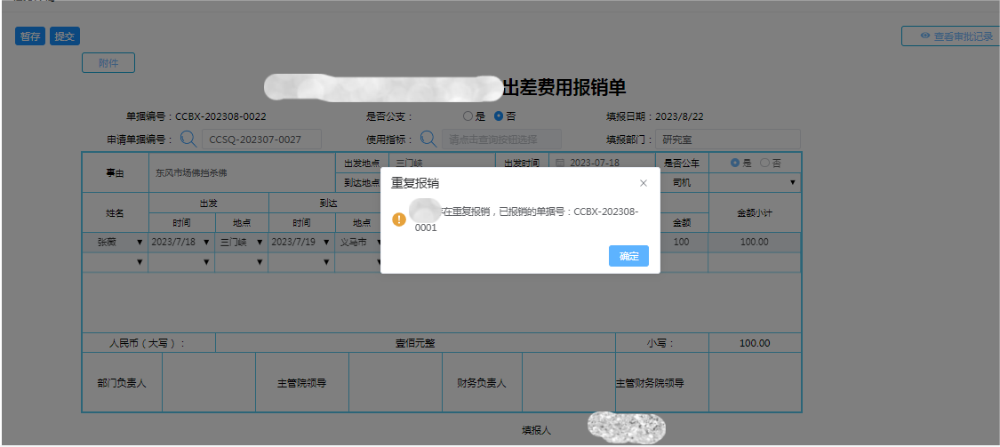 暂存 提交 查看审批记录
附件
出差费用报销单
单据编号：CCBX-202308-0022 是否公支： 是 否 填报日期：2023/8/22
申请单据编号： CCSQ-202307-0027 使用指标： 请点击查询按钮选择 填报部门： 研究室
事由 东风市场佛挡杀佛 出发地点 三门峡 出发时间 2023-07-18 是否公车 是 否
到达地点 司机
重复报销
姓名 出发 到达 金额小计
时间 地点 时间 地点 金额
在重复报销，已报销的单据号：CCBX-202308-
0001
张薇 2023/7/18 三门峡 2023/7/19 义马市 100 100.00
确定
人民币（大写）： 壹佰元整 小写： 100.00
部门负责人 主管院领导 财务负责人 主管财务院领导
填报人